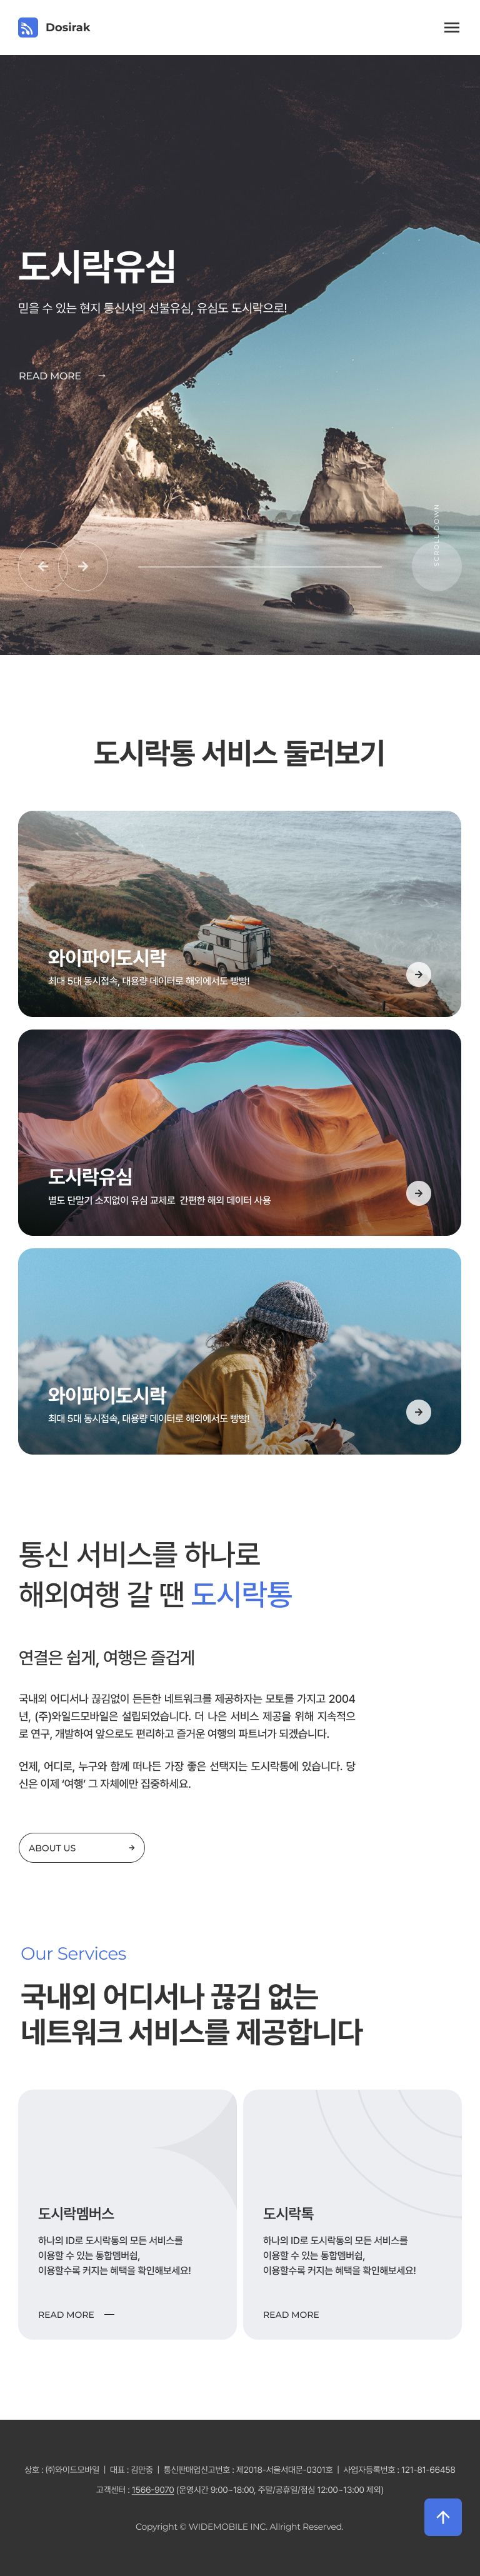 Dosirak
도시락유심
믿을 수 있는 현지 통신사의 선불유심, 유심도 도시락으로!
READ MORE
SCROLL DOWN
도시락통 서비스 둘러보기
와이파이도시락
최대 5대 동시접속, 대용량 데이터로 해외에서도 빵빵!
도시락유심
별도 단말기 소지없이 유심 교체로 간편한 해외 데이터 사용
와이파이도시락
최대 5대 동시접속, 대용량 데이터로 해외에서도 빵빵!
통신 서비스를 하나로
해외여행 갈 땐 도시락통
연결은 쉽게, 여행은 즐겁게
국내외 어디서나 끊김없이 든든한 네트워크를 제공하자는 모토를 가지고 2004
년, (주)와일드모바일은 설립되었습니다. 더 나은 서비스 제공을 위해 지속적으
로 연구, 개발하여 앞으로도 편리하고 즐거운 여행의 파트너가 되겠습니다.
언제, 어디로, 누구와 함께 떠나든 가장 좋은 선택지는 도시락통에 있습니다. 당
신은 이제 ‘여행’ 그 자체에만 집중하세요.
ABOUT US
Our Services
국내외 어디서나 끊김 없는
네트워크 서비스를 제공합니다
도시락멤버스
하나의 ID로 도시락통의 모든 서비스를
이용할 수 있는 통합멤버쉽,
이용할수록 커지는 혜택을 확인해보세요!
READ MORE
도시락톡
하나의 ID로 도시락통의 모든 서비스를
이용할 수 있는 통합멤버쉽,
이용할수록 커지는 혜택을 확인해보세요!
READ MORE
상호 : ㈜와이드모바일 | 대표 : 김만중 | 통신판매업신고번호 : 제2018-서울서대문-0301호 | 사업자등록번호 : 121-81-66458
고객센터 : 1566-9070 (운영시간 9:00~18:00, 주말/공휴일/점심 12:00~13:00 제외)
Copyright © WIDEMOBILE INC. Allright Reserved.